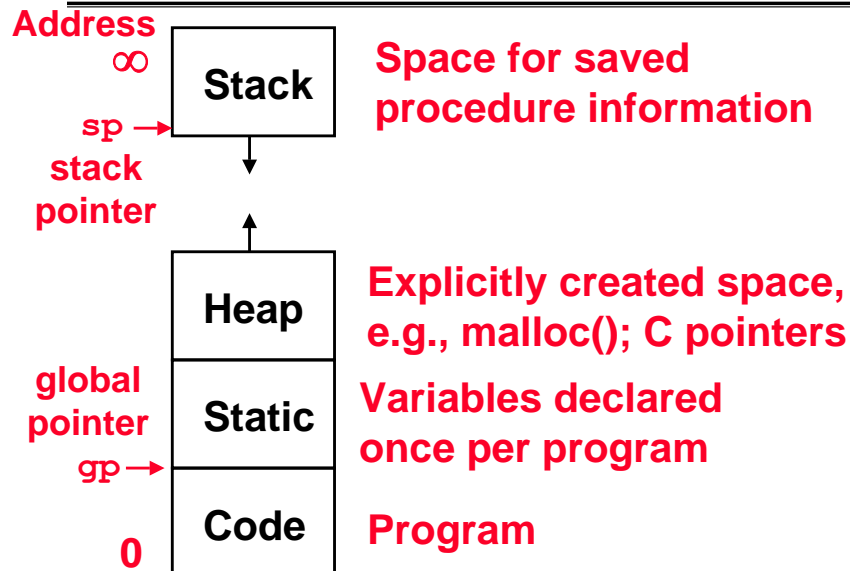 Address
∞
Stack
Space for saved
procedure information
sp
stack
pointer
Heap
Explicitly created space,
e.g., malloc(); C pointers
global
pointer
Static
Variables declared
once per program
gp
Code
Program
0